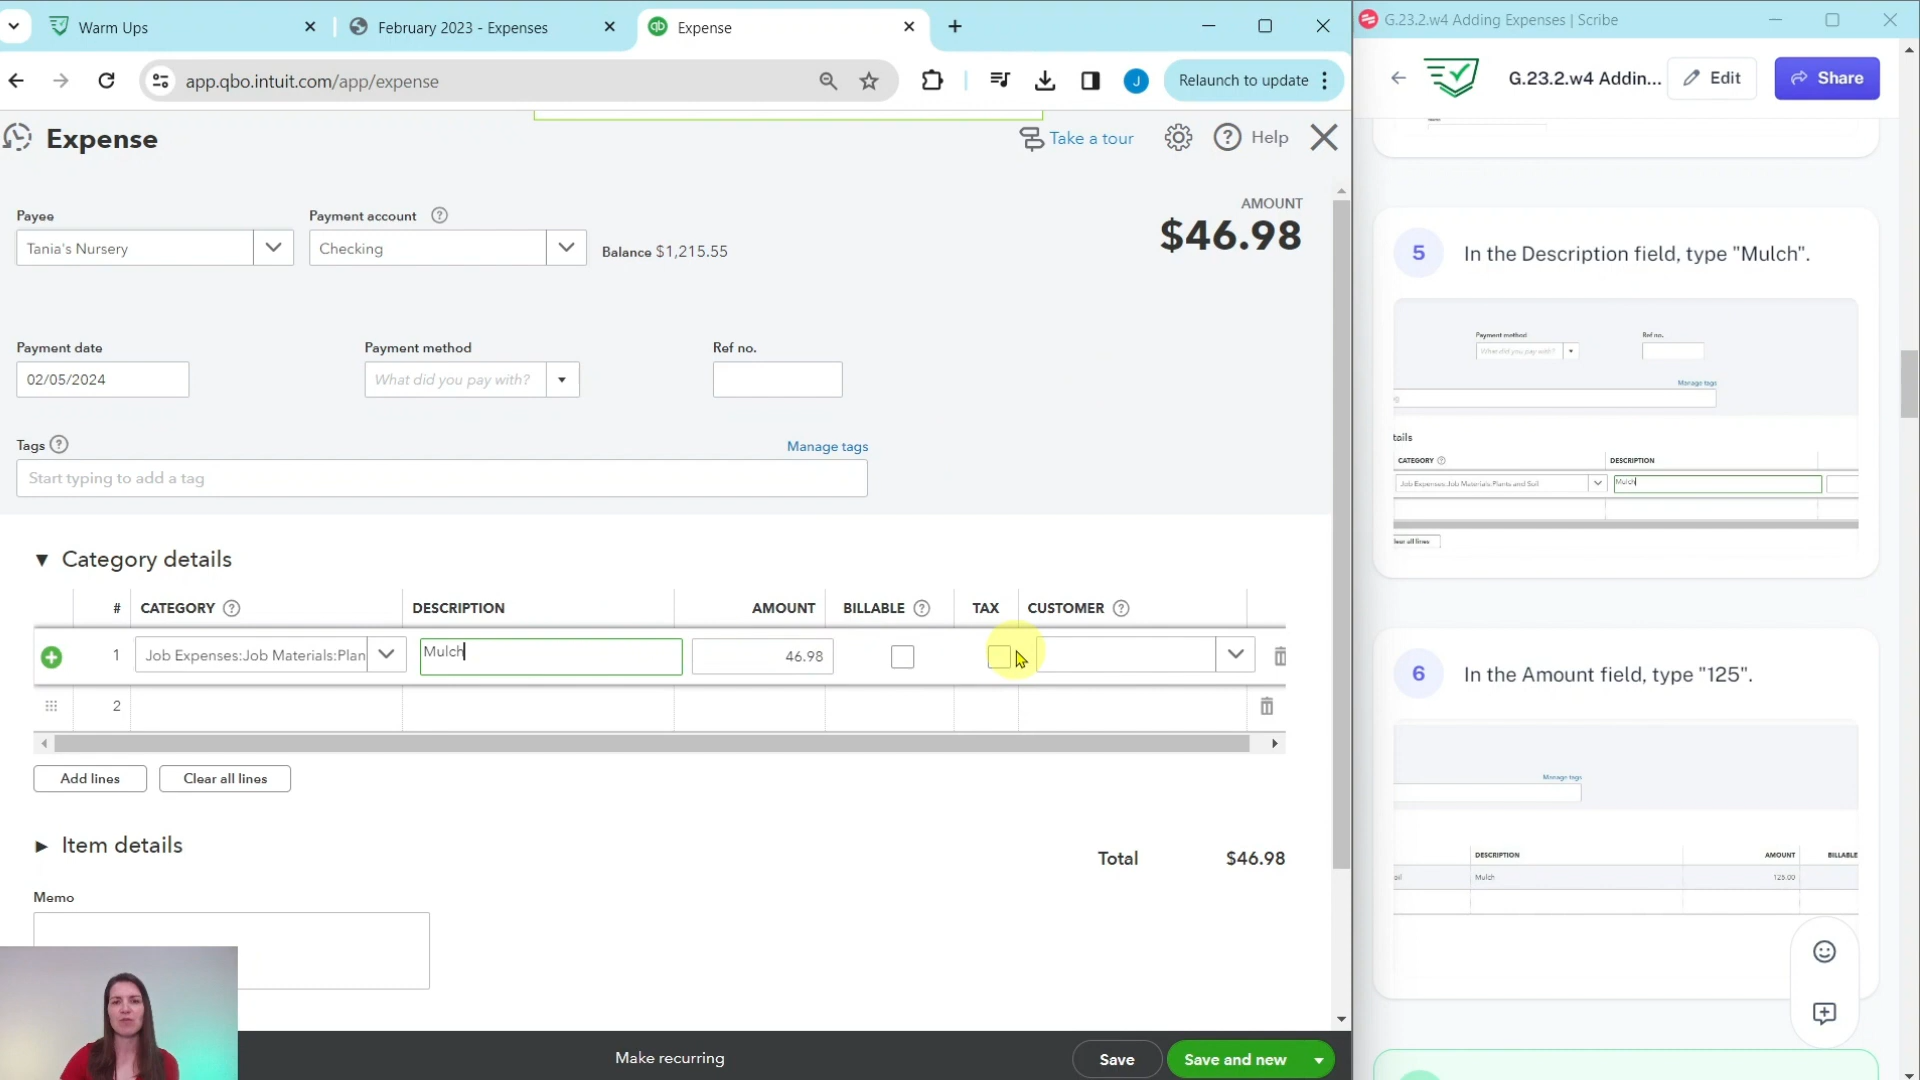 Warm Ups
February 2023 - Expenses
qb Expense
G.23.2.w4 Adding Expenses | Scribe
app.qbo.intuit.com/app/expense
J
Relaunch to update
G.23.2.w4 Addin...
Edit
Share
Expense
Take a tour
Help
Payee
Payment account
AMOUNT
$46.98
Tania's Nursery
Checking
Balance $1,215.55
Payment date
Payment method
Ref no.
02/05/2024
What did you pay with?
Tags
Manage tags
Start typing to add a tag
Category details
# CATEGORY DESCRIPTION AMOUNT BILLABLE TAX CUSTOMER
1 Job Expenses:Job Materials:Plan Mulch 46.98
2
Add lines
Clear all lines
Item details
Total $46.98
Memo
Make recurring
Save
Save and new
5 In the Description field, type "Mulch".
Payment method
Ref no.
What did you pay with?
Manage tags
tails
CATEGORY DESCRIPTION
Job Expenses:Job Materials:Plants and Soil Mulch
lear all lines
6 In the Amount field, type "125".
Manage tags
DESCRIPTION AMOUNT BILLABLE
oil Mulch 125.00